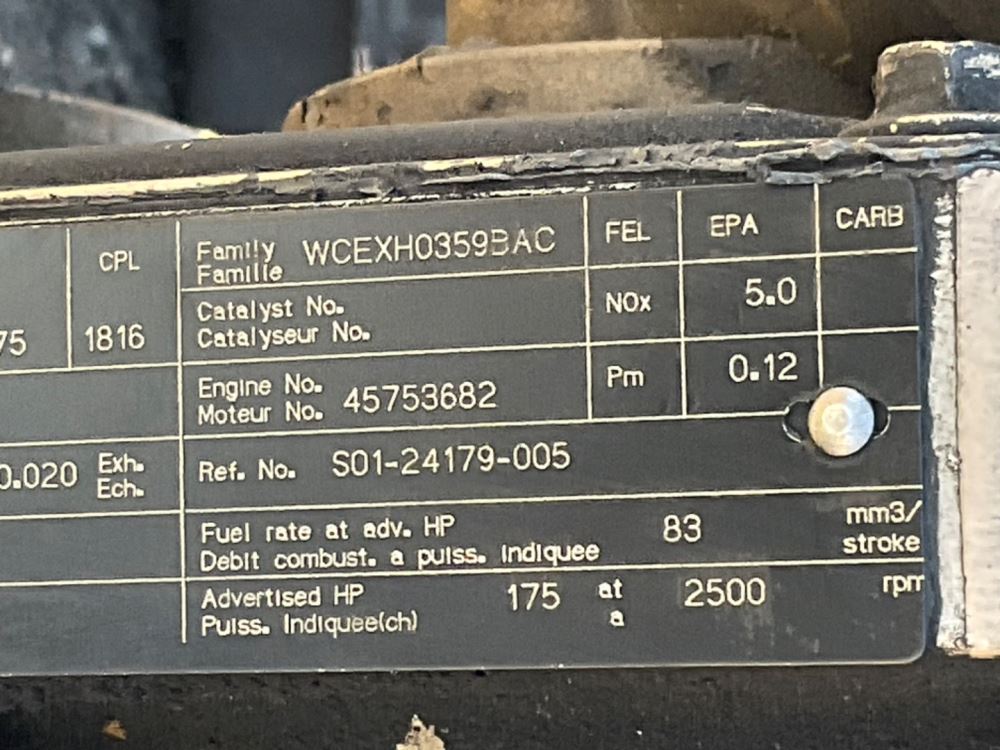 CPL
75 1816
Family WCEXH0359BAC
Famille
FEL EPA CARB
Catalyst No.
Catalyseur No.
NOx 5.0
Engine No. 45753682
Moteur No.
Pm 0.12
0.020 Exh.
Ech.
Ref. No. S01-24179-005
Fuel rate at adv. HP 83 mm3/
Debit combust. a puiss. Indiquee stroke
Advertised HP 175 at 2500 rpm
Puiss. Indiquee(ch) a